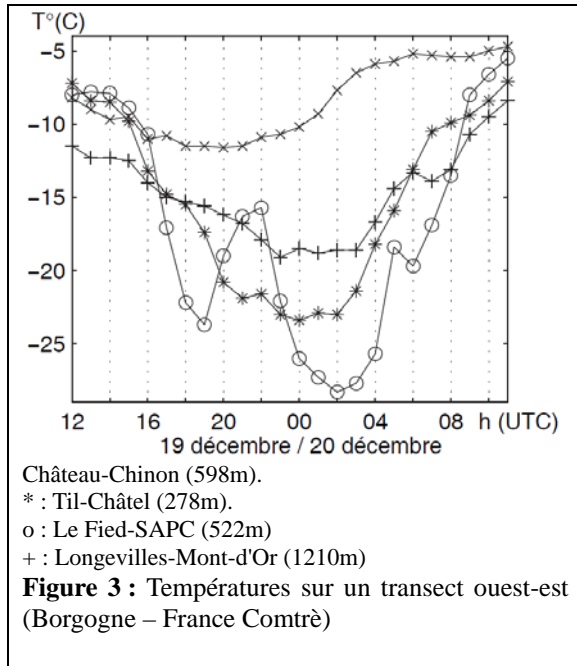 T°(C)
−5
−10
−15
−20
−25
12 16 20 00 04 08 h (UTC)
19 décembre / 20 décembre
Château-Chinon (598m).
* : Til-Châtel (278m).
o : Le Fied-SAPC (522m)
+ : Longevilles-Mont-d'Or (1210m)
Figure 3 : Températures sur un transect ouest-est
(Borgogne – France Comtrè)